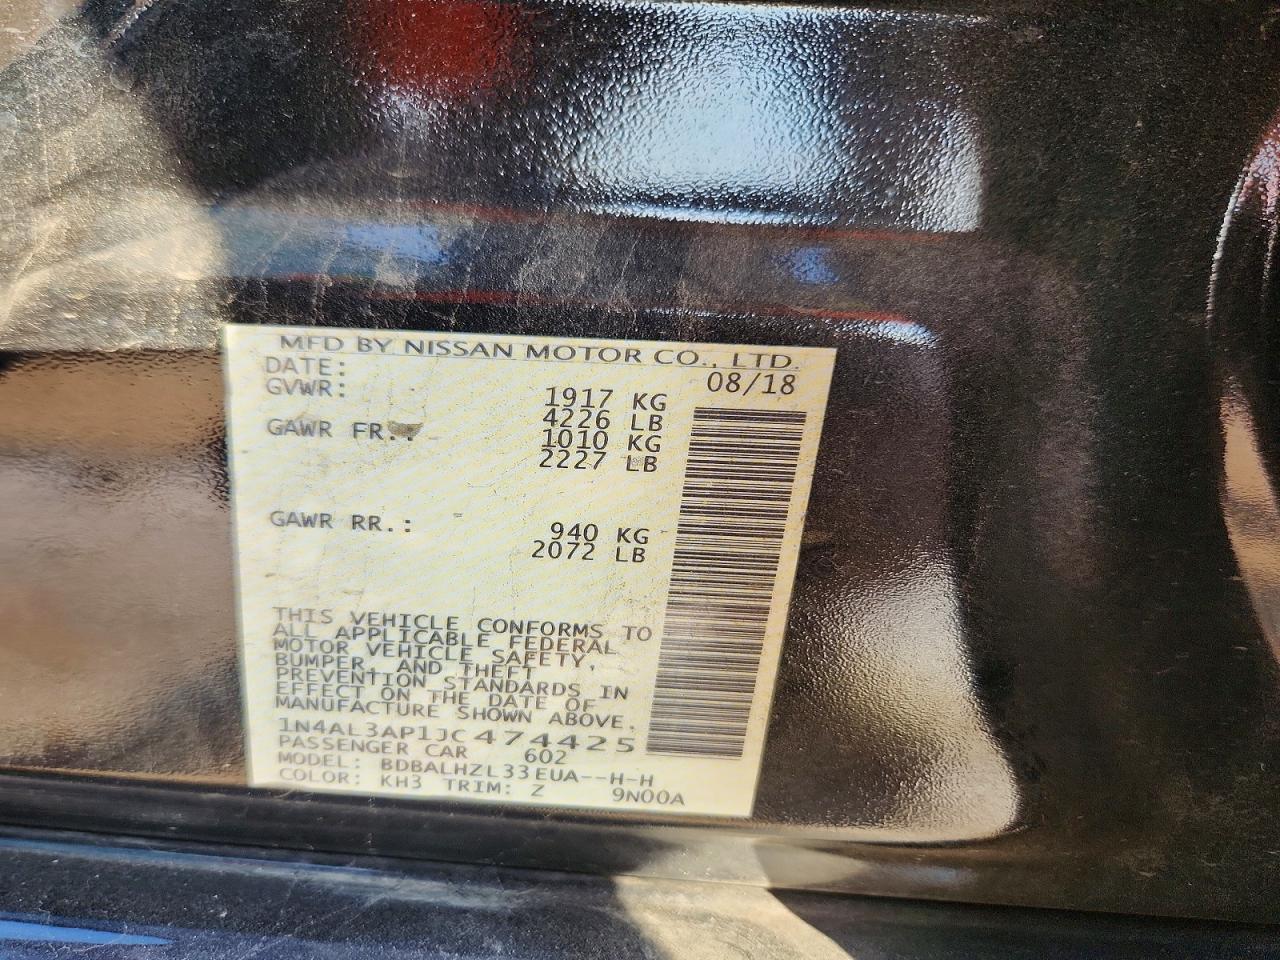 MFD BY NISSAN MOTOR CO., LTD.
DATE: 08/18
GVWR: 1917 KG
4226 LB
GAWR FR.: 1010 KG
2227 LB
GAWR RR.: 940 KG
2072 LB
THIS VEHICLE CONFORMS TO
ALL APPLICABLE FEDERAL
MOTOR VEHICLE SAFETY,
BUMPER, AND THEFT
PREVENTION STANDARDS IN
EFFECT ON THE DATE OF
MANUFACTURE SHOWN ABOVE.
1N4AL3AP1JC474425
PASSENGER CAR 602
MODEL: BDBALHZL33EUA--H-H
COLOR: KH3 TRIM: Z 9N00A